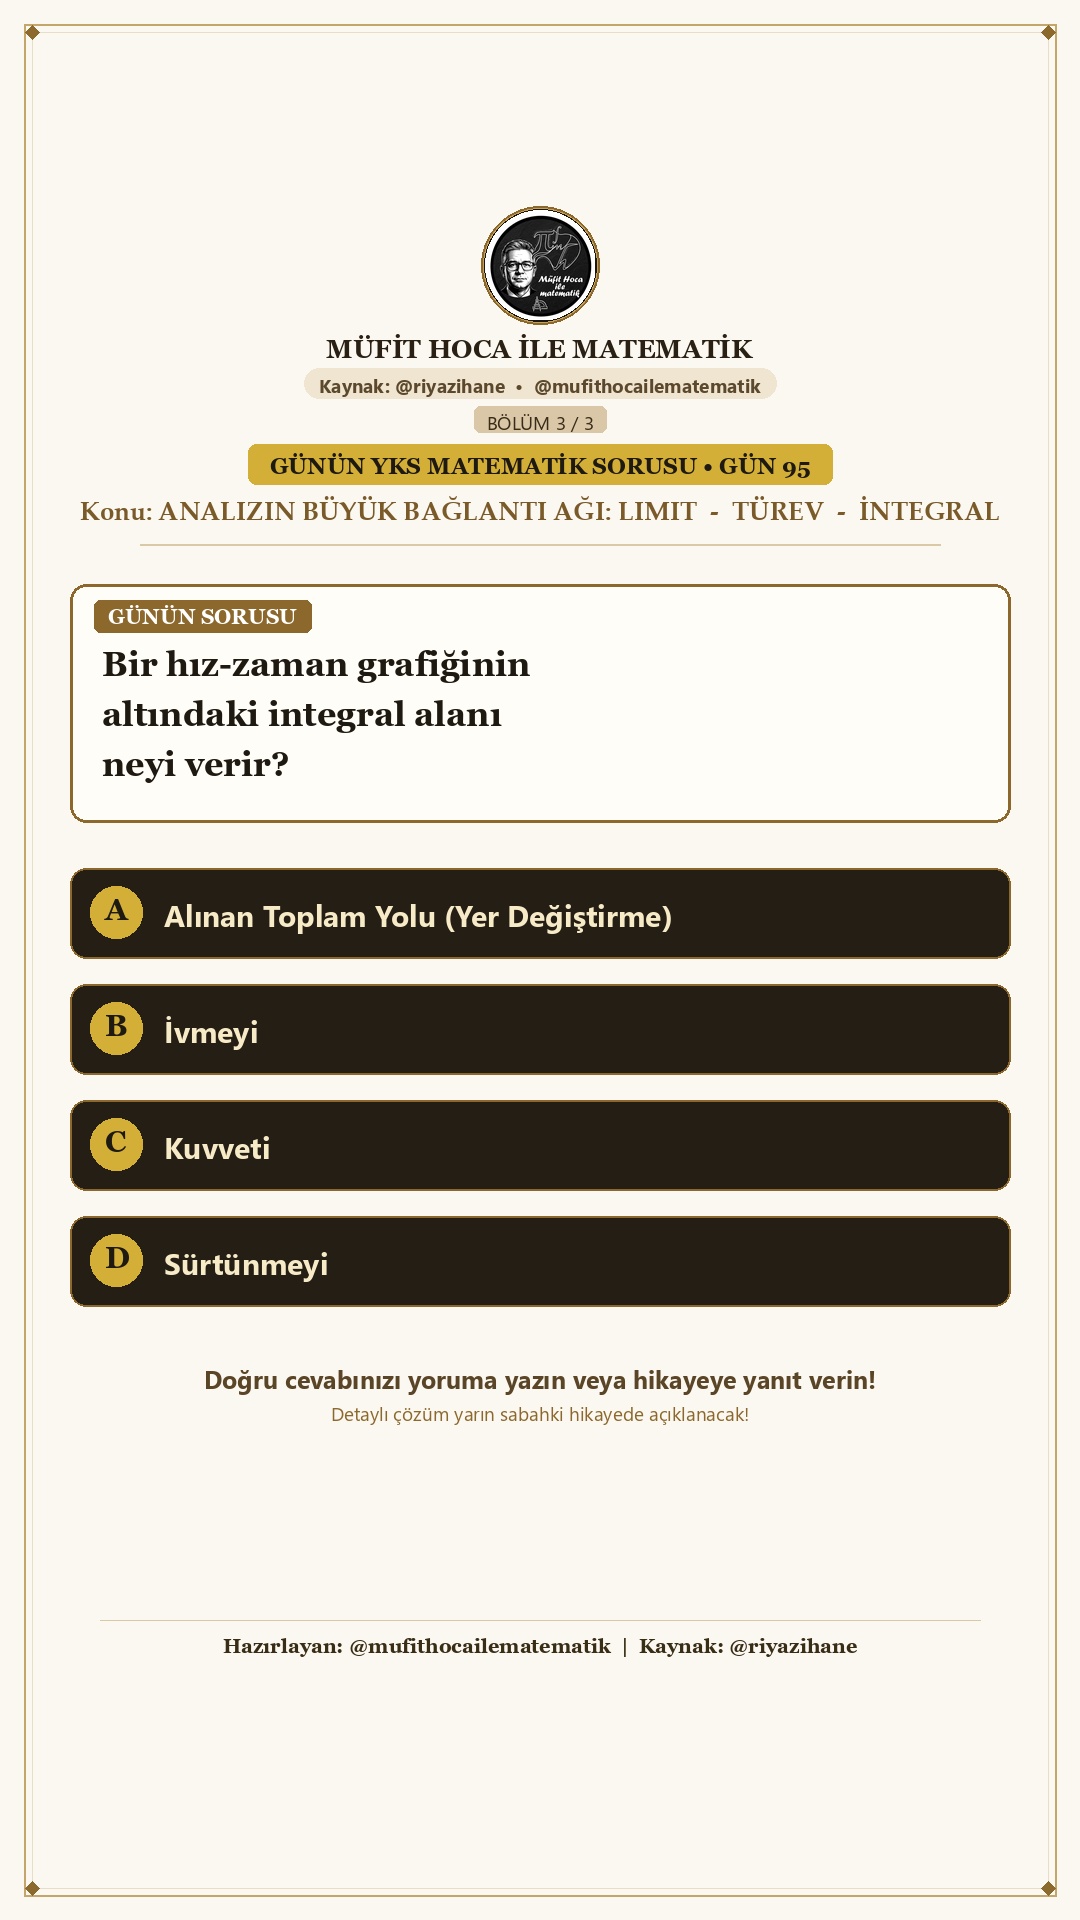 Müfit Hoca
ile
matematik
MÜFİT HOCA İLE MATEMATİK
Kaynak: @riyazihane • @mufithocailematematik
BÖLÜM 3 / 3
GÜNÜN YKS MATEMATİK SORUSU • GÜN 95
Konu: ANALIZIN BÜYÜK BAĞLANTI AĞI: LIMIT - TÜREV - İNTEGRAL
GÜNÜN SORUSU
Bir hız-zaman grafiğinin
altındaki integral alanı
neyi verir?
A Alınan Toplam Yolu (Yer Değiştirme)
B İvmeyi
C Kuvveti
D Sürtünmeyi
Doğru cevabınızı yoruma yazın veya hikayeye yanıt verin!
Detaylı çözüm yarın sabahki hikayede açıklanacak!
Hazırlayan: @mufithocailematematik | Kaynak: @riyazihane